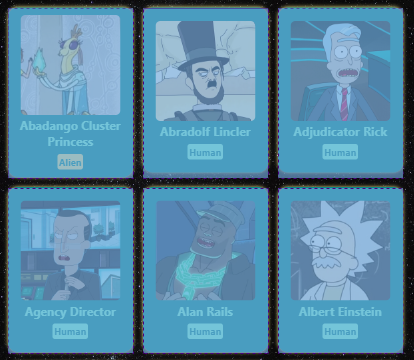 Abadango Cluster
Princess
Alien
Abradolf Lincler
Human
Adjudicator Rick
Human
Agency Director
Human
Alan Rails
Human
Albert Einstein
Human